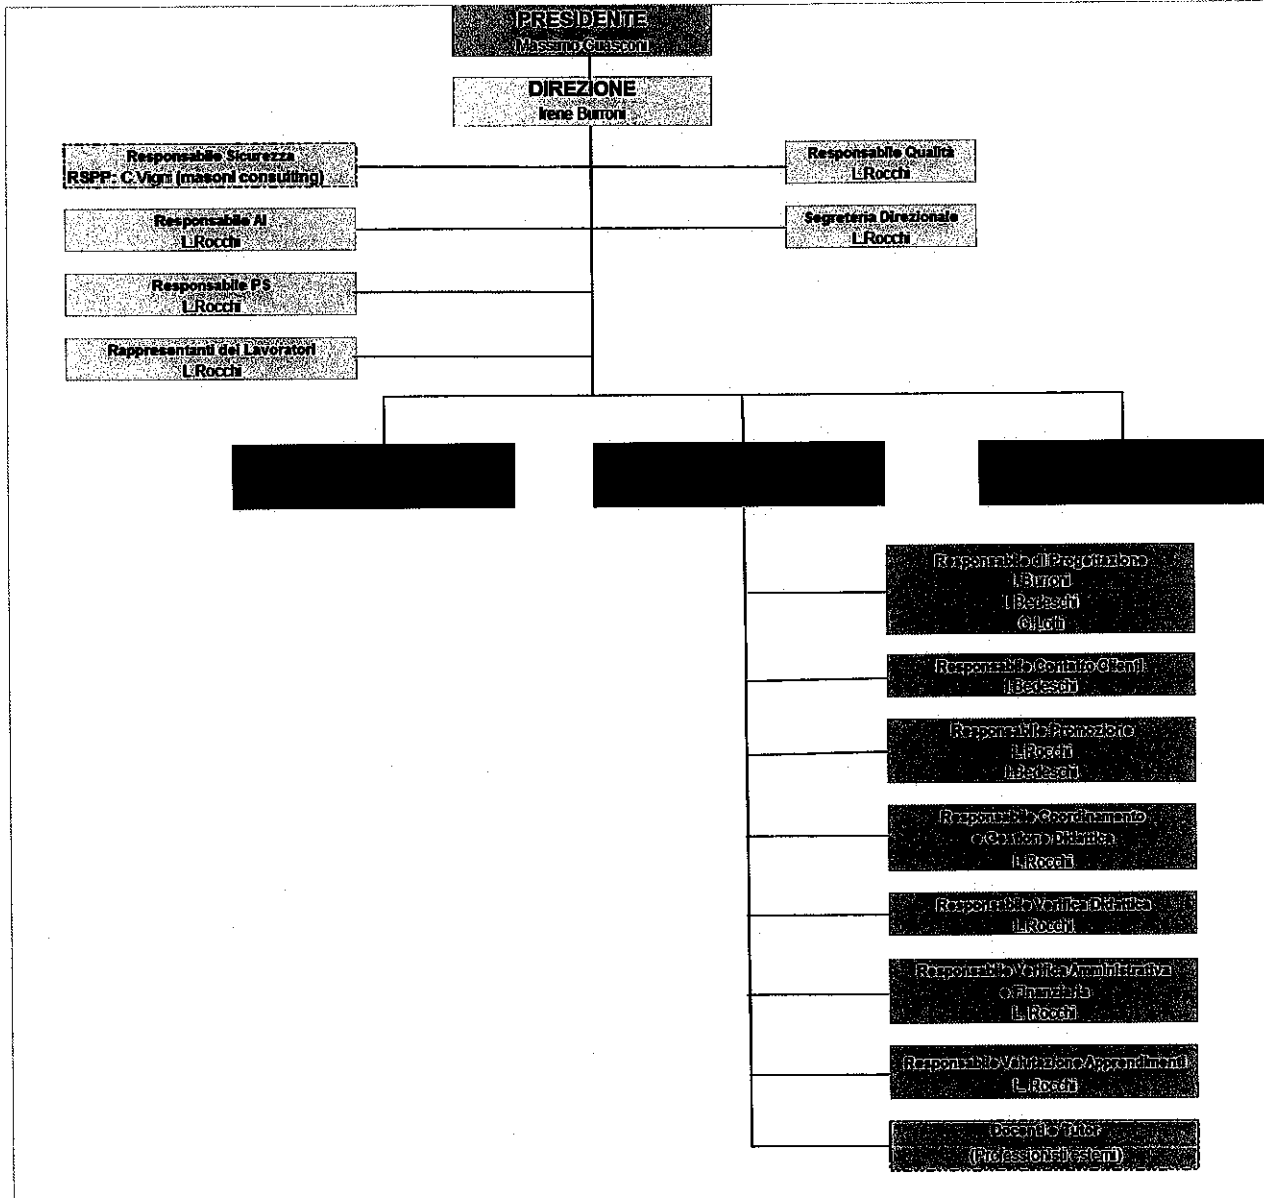 PRESIDENTE
Massimo Guasconi
DIREZIONE
Irene Burroni
Responsabile Sicurezza
RSPP: C.Vigni (masoni consulting)
Responsabile Qualità
L.Rocchi
Responsabile AI
L.Rocchi
Segreteria Direzionale
L.Rocchi
Responsabile PS
L.Rocchi
Rappresentanti dei Lavoratori
L.Rocchi
Responsabile di Progettazione
I.Burroni
I.Bedeschi
G.Lotti
Responsabile Contatto Clienti
I.Bedeschi
Responsabile Promozione
L.Rocchi
I.Bedeschi
Responsabile Coordinamento
e Gestione Didattica
L.Rocchi
Responsabile Verifica Didattica
L.Rocchi
Responsabile Verifica Amministrativa
e Finanziaria
L. Rocchi
Responsabile Valutazione Apprendimenti
L. Rocchi
Docenti e Tutor
(Professionisti esterni)